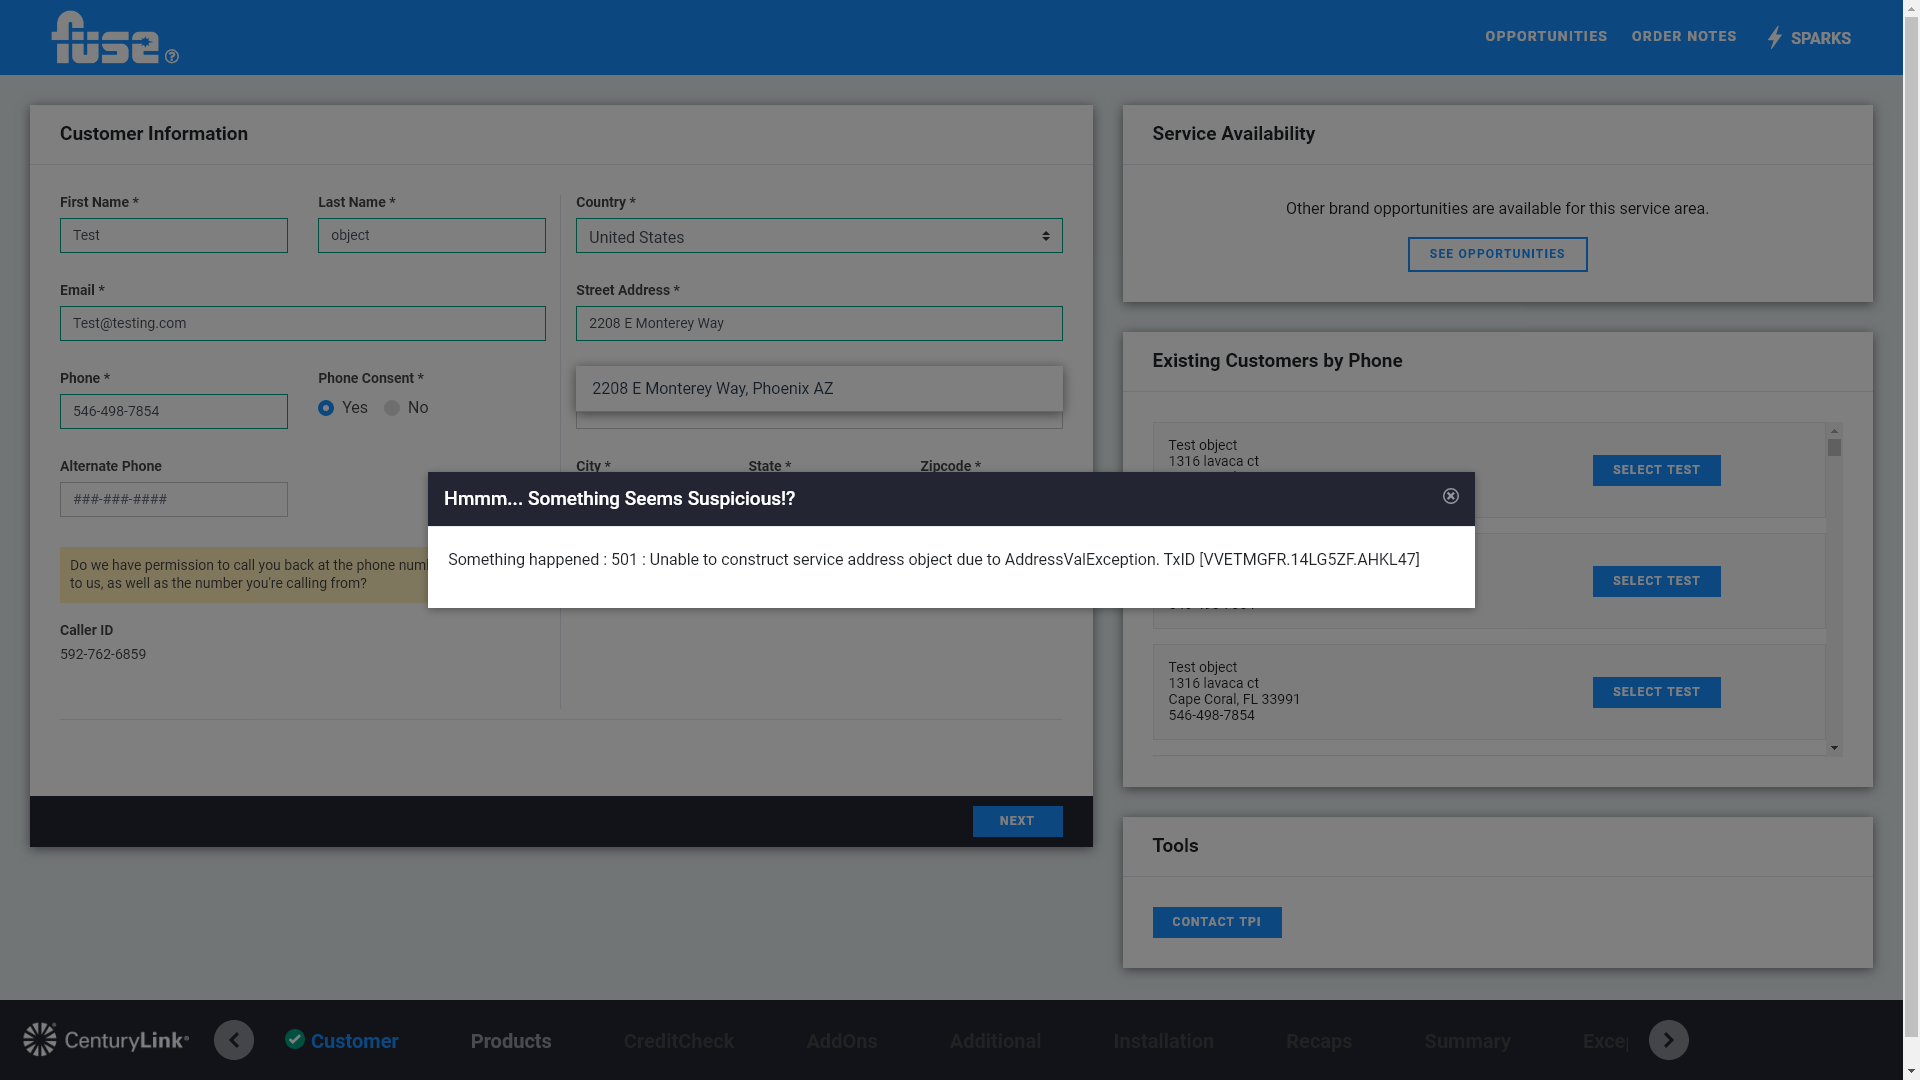 fuse
OPPORTUNITIES
ORDER NOTES
SPARKS
Customer Information
First Name *
Last Name *
Test
object
Email *
Test@testing.com
Phone *
Phone Consent *
546-498-7854
Yes
No
Alternate Phone
###-###-####
Do we have permission to call you back at the phone
to us, as well as the number you're calling from?
Caller ID
592-762-6859
Country *
United States
Street Address *
2208 E Monterey Way
2208 E Monterey Way, Phoenix AZ
City *
State *
Zipcode *
NEXT
Hmmm... Something Seems Suspicious!?
Something happened : 501 : Unable to construct service address object due to AddressValException. TxID [VVETMGFR.14LG5ZF.AHKL47]
Service Availability
Other brand opportunities are available for this service area.
SEE OPPORTUNITIES
Existing Customers by Phone
Test object
1316 lavaca ct
SELECT TEST
SELECT TEST
Test object
1316 lavaca ct
Cape Coral, FL 33991
546-498-7854
SELECT TEST
Tools
CONTACT TPI
CenturyLink
Customer
Products
CreditCheck
AddOns
Additional
Installation
Recaps
Summary